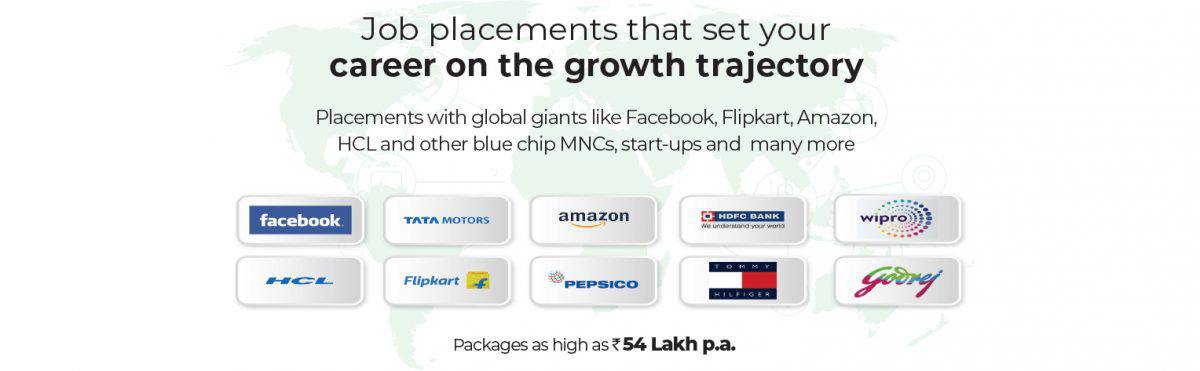 Job placements that set your
career on the growth trajectory
Placements with global giants like Facebook, Flipkart, Amazon,
HCL and other blue chip MNCs, start-ups and many more
facebook
TATA MOTORS
amazon
HDFC BANK
We understand your world
wipro
HCL
Flipkart
PEPSICO
TOMMY
HILFIGER
Godrej
Packages as high as ₹ 54 Lakh p.a.